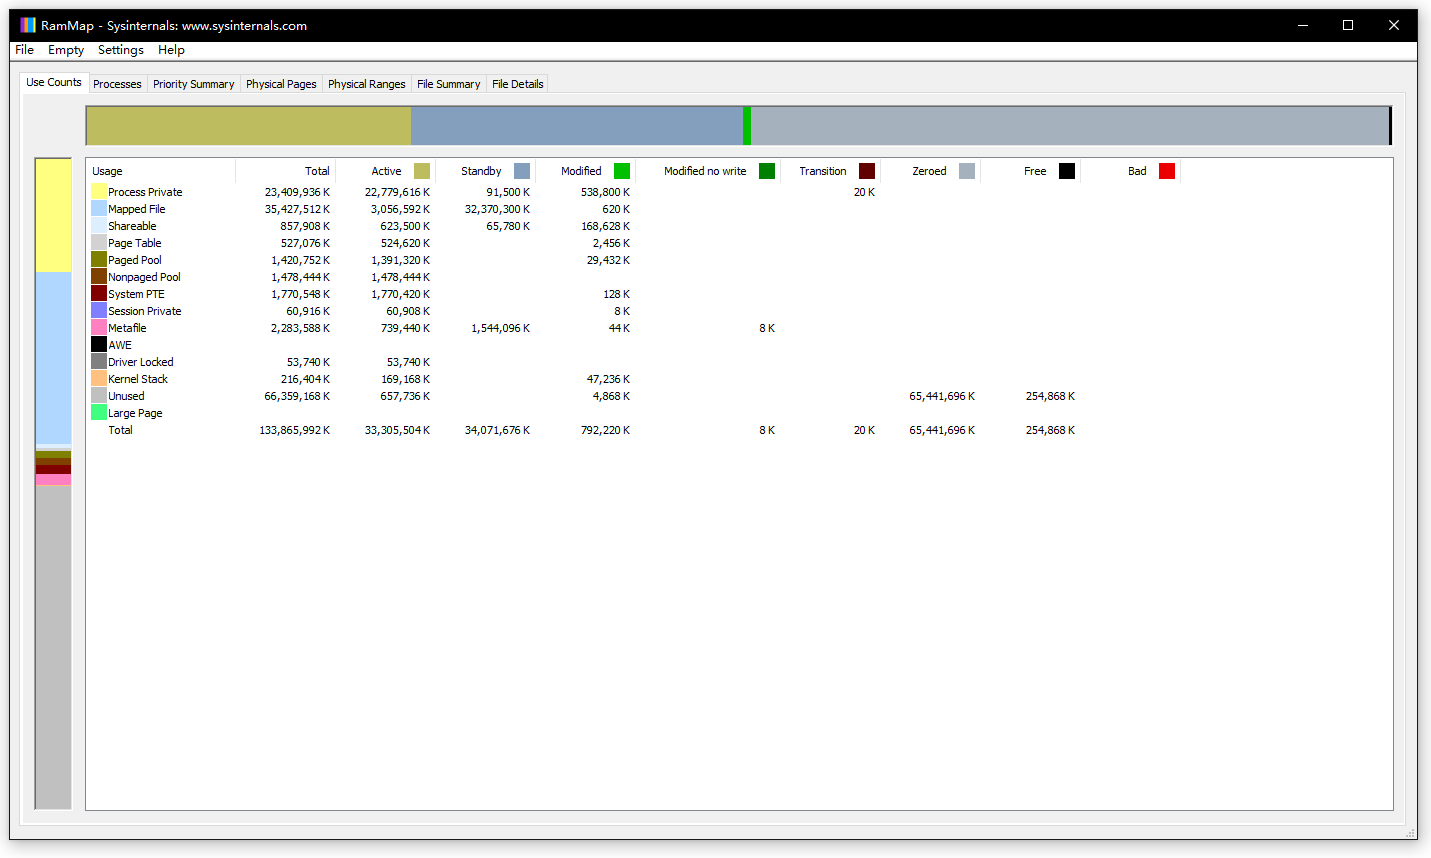 RamMap - Sysinternals: www.sysinternals.com
File Empty Settings Help
Use Counts Processes Priority Summary Physical Pages Physical Ranges File Summary File Details
Usage Total Active Standby Modified Modified no write Transition Zeroed Free Bad
Process Private 23,409,936 K 22,779,616 K 91,500 K 538,800 K 20 K
Mapped File 35,427,512 K 3,056,592 K 32,370,300 K 620 K
Shareable 857,908 K 623,500 K 65,780 K 168,628 K
Page Table 527,076 K 524,620 K 2,456 K
Paged Pool 1,420,752 K 1,391,320 K 29,432 K
Nonpaged Pool 1,478,444 K 1,478,444 K
System PTE 1,770,548 K 1,770,420 K 128 K
Session Private 60,916 K 60,908 K 8 K
Metafile 2,283,588 K 739,440 K 1,544,096 K 44 K 8 K
AWE
Driver Locked 53,740 K 53,740 K
Kernel Stack 216,404 K 169,168 K 47,236 K
Unused 66,359,168 K 657,736 K 4,868 K 65,441,696 K 254,868 K
Large Page
Total 133,865,992 K 33,305,504 K 34,071,676 K 792,220 K 8 K 20 K 65,441,696 K 254,868 K